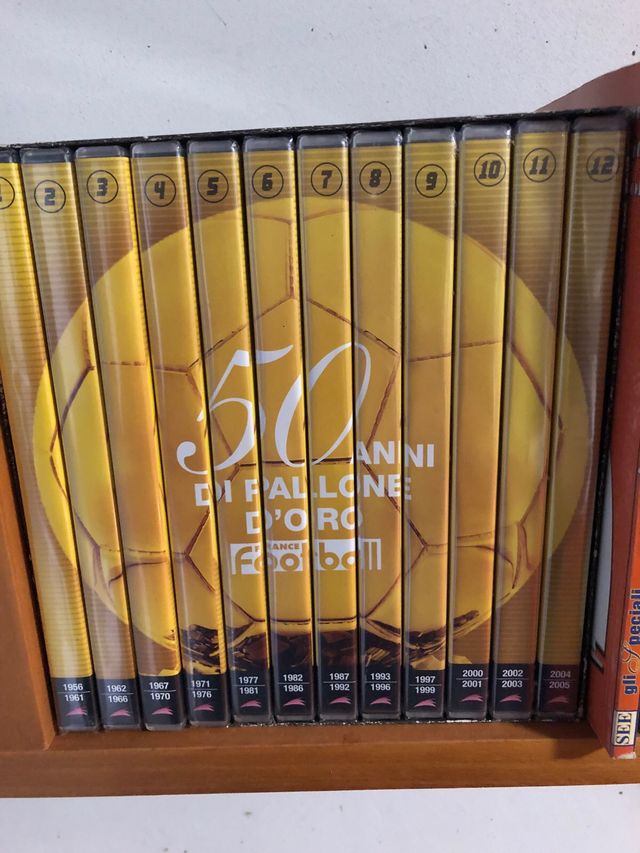 1 2 3 4 5 6 7 8 9 10 11 12
50 ANNI
DI PALLONE
D'ORO
FRANCE
Football
1956 1961
1962 1966
1967 1970
1971 1976
1977 1981
1982 1986
1987 1992
1993 1996
1997 1999
2000 2001
2002 2003
2004 2005
SEE
gli Speciali